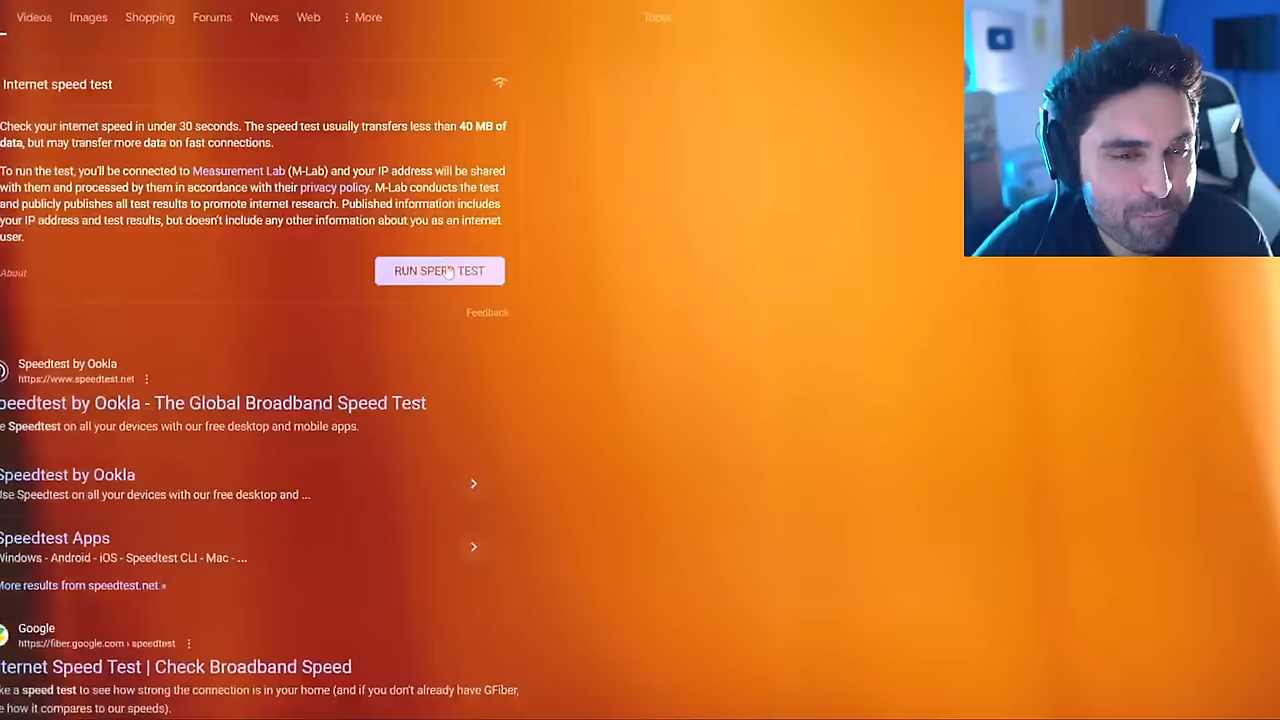 Videos Images Shopping Forums News Web More Tools
Internet speed test
Check your internet speed in under 30 seconds. The speed test usually transfers less than 40 MB of
data, but may transfer more data on fast connections.
To run the test, you'll be connected to Measurement Lab (M-Lab) and your IP address will be shared
with them and processed by them in accordance with their privacy policy. M-Lab conducts the test
and publicly publishes all test results to promote internet research. Published information includes
your IP address and test results, but doesn't include any other information about you as an internet
user.
About
RUN SPEED TEST
Feedback
Speedtest by Ookla
https://www.speedtest.net
peedtest by Ookla - The Global Broadband Speed Test
e Speedtest on all your devices with our free desktop and mobile apps.
Speedtest by Ookla
Use Speedtest on all your devices with our free desktop and ...
Speedtest Apps
Windows - Android - iOS - Speedtest CLI - Mac - ...
More results from speedtest.net »
Google
https://fiber.google.com › speedtest
ternet Speed Test | Check Broadband Speed
ke a speed test to see how strong the connection is in your home (and if you don't already have GFiber,
e how it compares to our speeds).